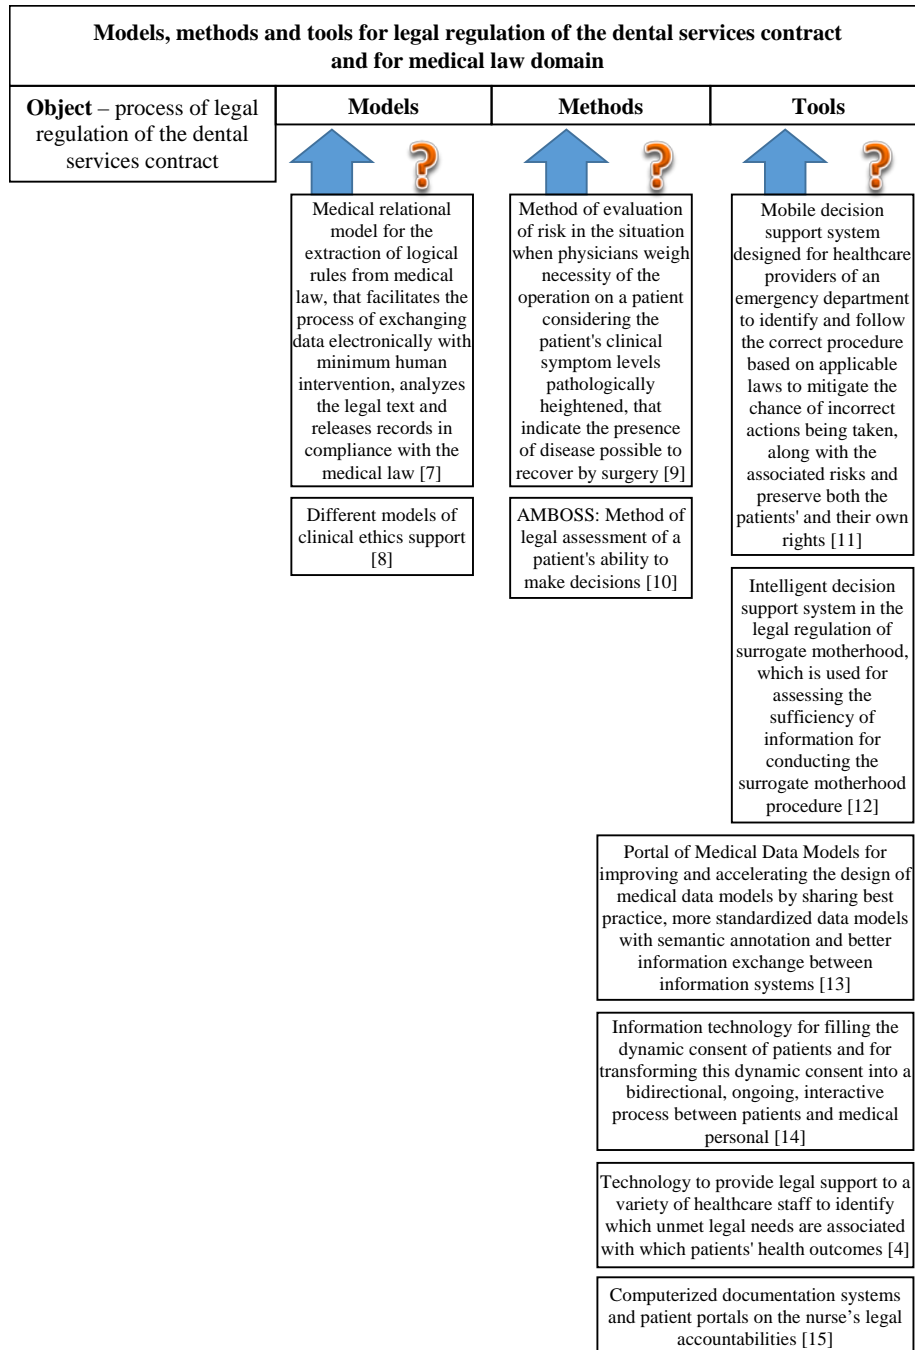 Models, methods and tools for legal regulation of the dental services contract
and for medical law domain
Object – process of legal
regulation of the dental
services contract
Models
Methods
Tools
Medical relational
model for the
extraction of logical
rules from medical
law, that facilitates the
process of exchanging
data electronically with
minimum human
intervention, analyzes
the legal text and
releases records in
compliance with the
medical law [7]
Different models of
clinical ethics support
[8]
Method of evaluation
of risk in the situation
when physicians weigh
necessity of the
operation on a patient
considering the
patient's clinical
symptom levels
pathologically
heightened, that
indicate the presence
of disease possible to
recover by surgery [9]
AMBOSS: Method of
legal assessment of a
patient's ability to
make decisions [10]
Mobile decision
support system
designed for healthcare
providers of an
emergency department
to identify and follow
the correct procedure
based on applicable
laws to mitigate the
chance of incorrect
actions being taken,
along with the
associated risks and
preserve both the
patients' and their own
rights [11]
Intelligent decision
support system in the
legal regulation of
surrogate motherhood,
which is used for
assessing the
sufficiency of
information for
conducting the
surrogate motherhood
procedure [12]
Portal of Medical Data Models for
improving and accelerating the design of
medical data models by sharing best
practice, more standardized data models
with semantic annotation and better
information exchange between
information systems [13]
Information technology for filling the
dynamic consent of patients and for
transforming this dynamic consent into a
bidirectional, ongoing, interactive
process between patients and medical
personal [14]
Technology to provide legal support to a
variety of healthcare staff to identify
which unmet legal needs are associated
with which patients' health outcomes [4]
Computerized documentation systems
and patient portals on the nurse’s legal
accountabilities [15]